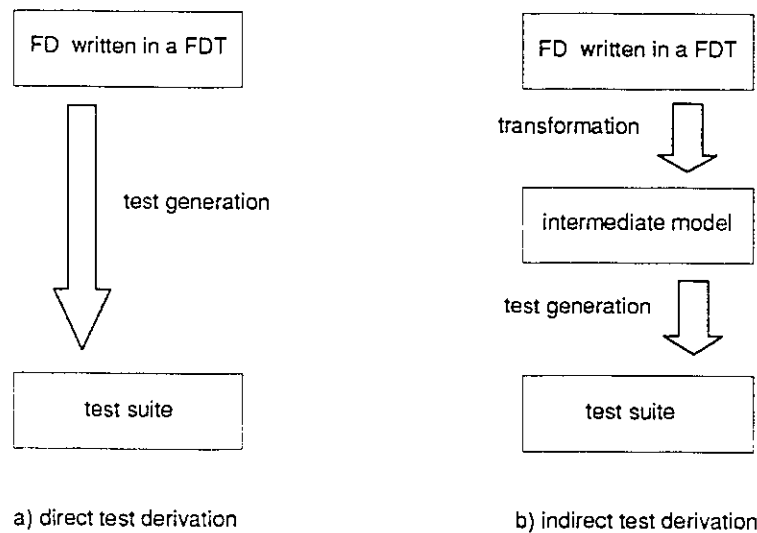 FD written in a FDT
test generation
test suite
a) direct test derivation
FD written in a FDT
transformation
intermediate model
test generation
test suite
b) indirect test derivation